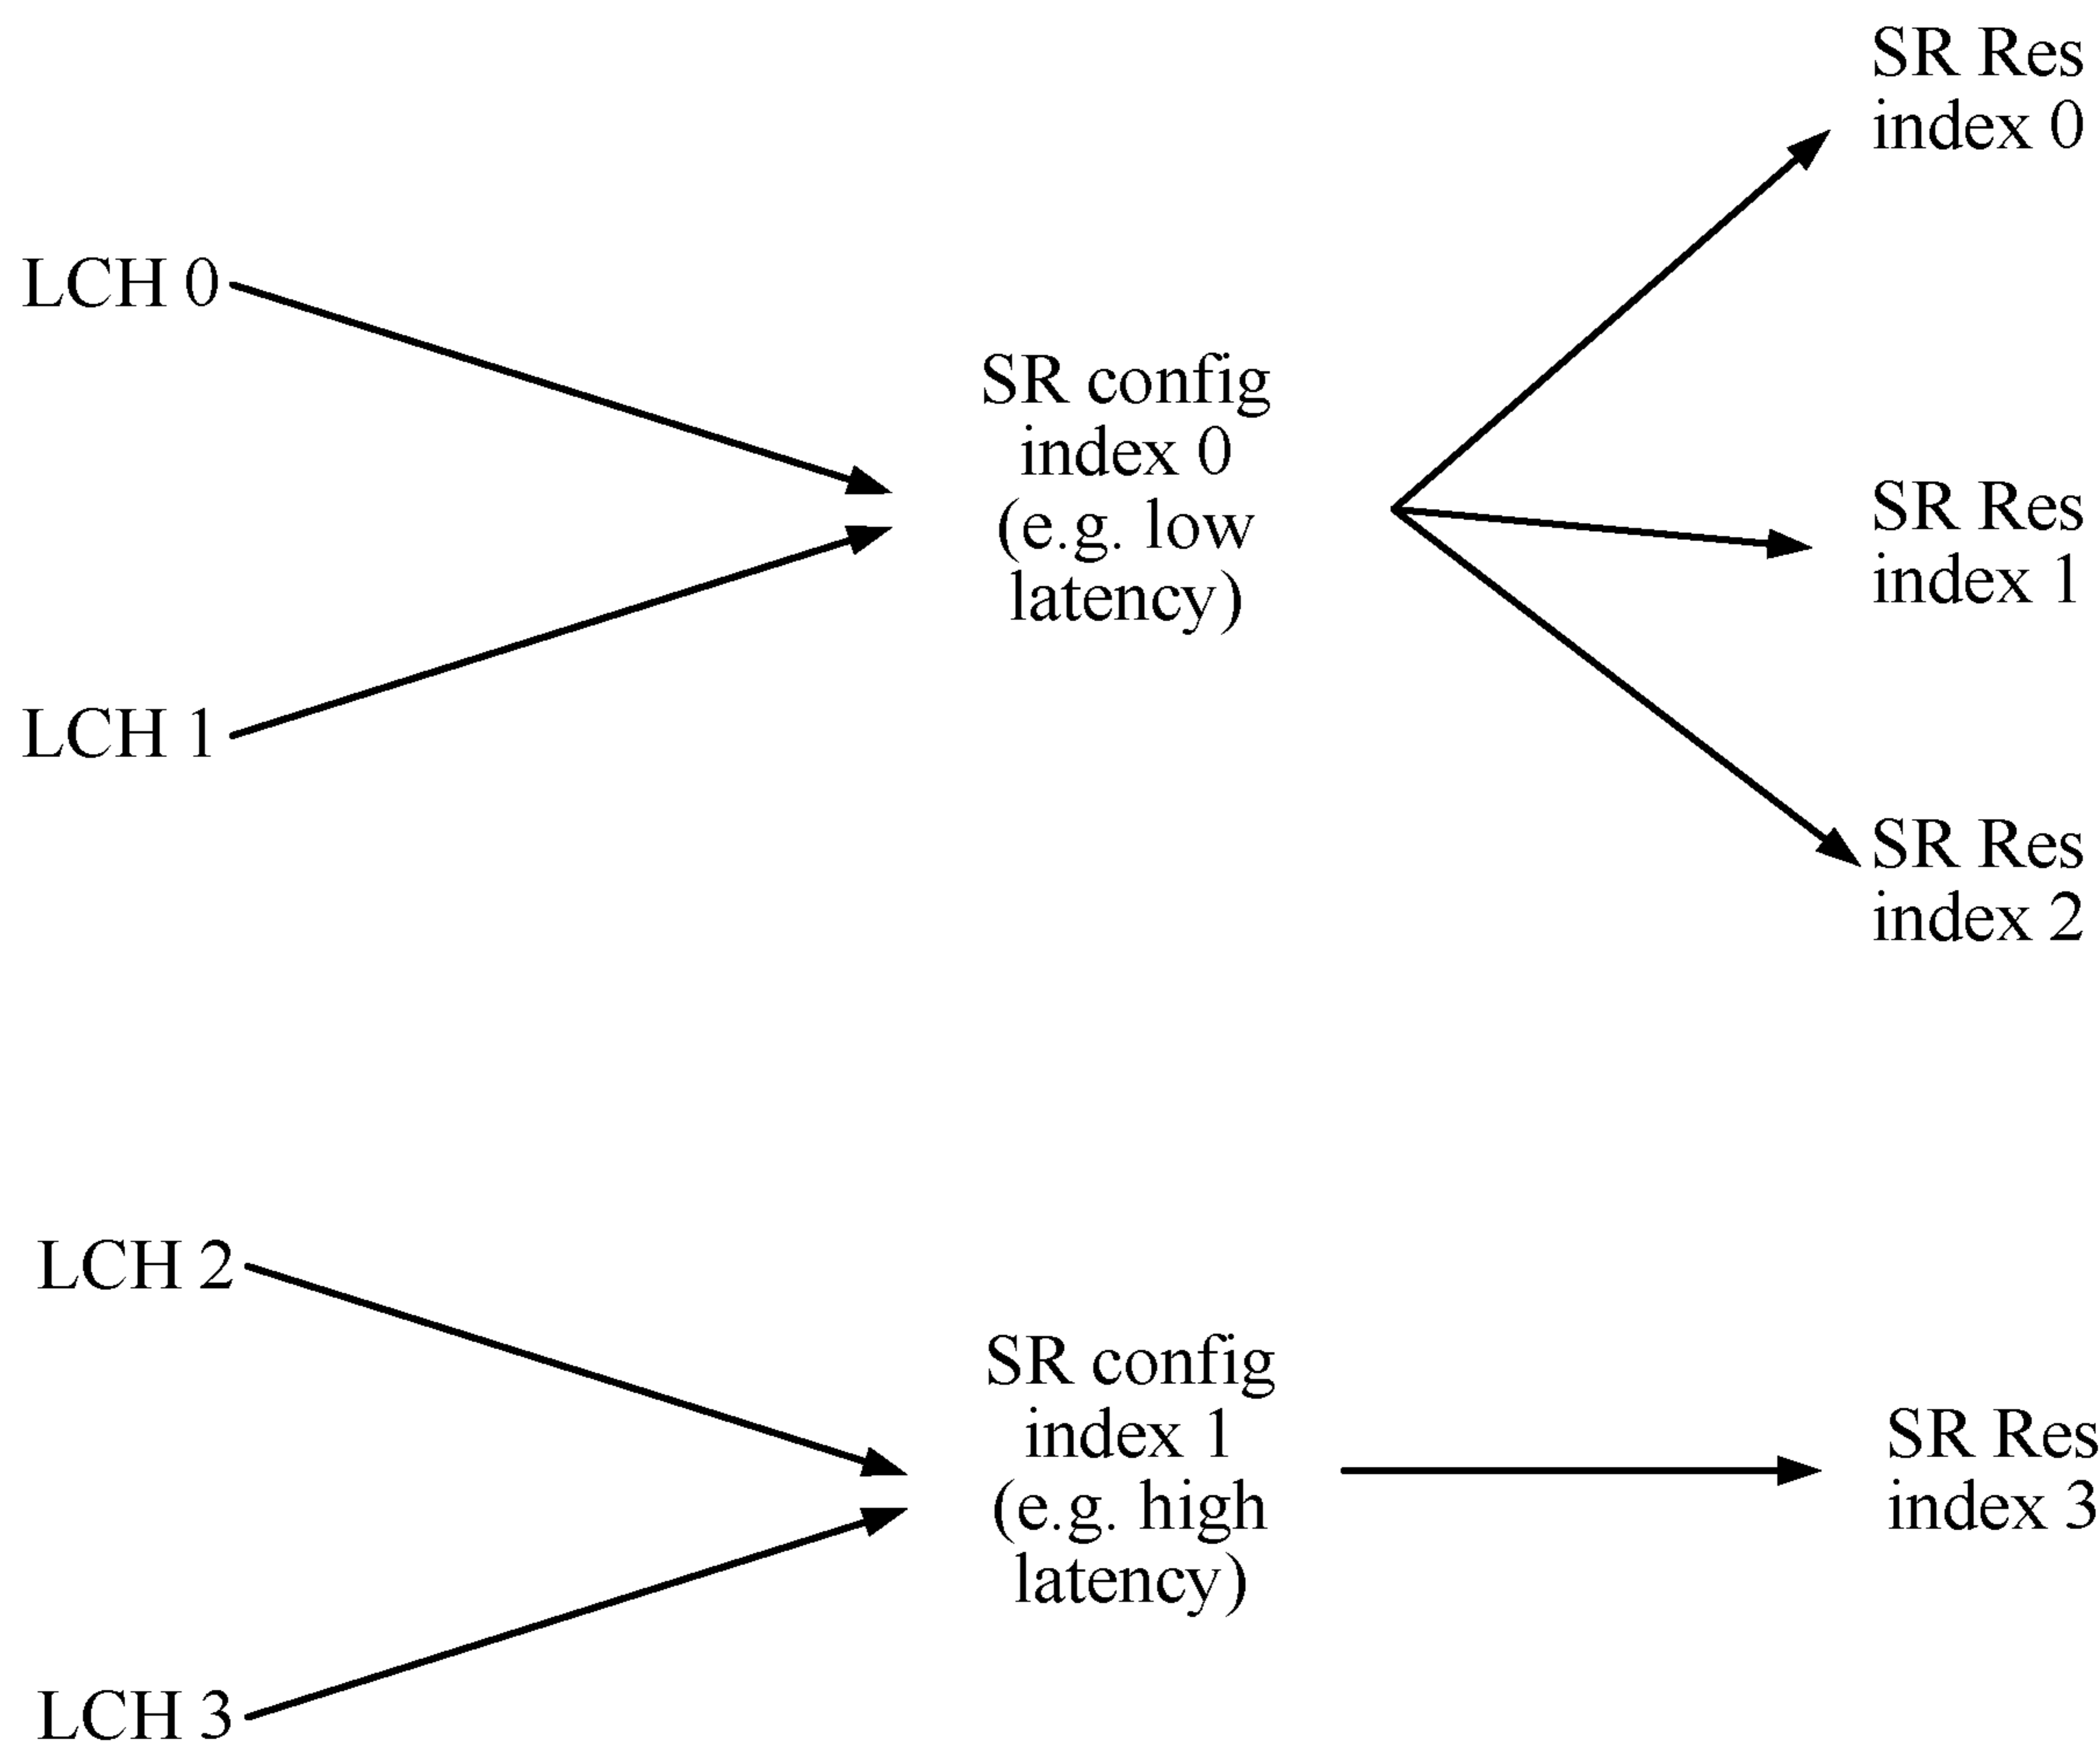 SR Res
index 0
LCH 0
SR config
index 0
(e.g. low
latency)
SR Res
index 1
LCH 1
SR Res
index 2
LCH 2
SR config
index 1
(e.g. high
latency)
SR Res
index 3
LCH 3